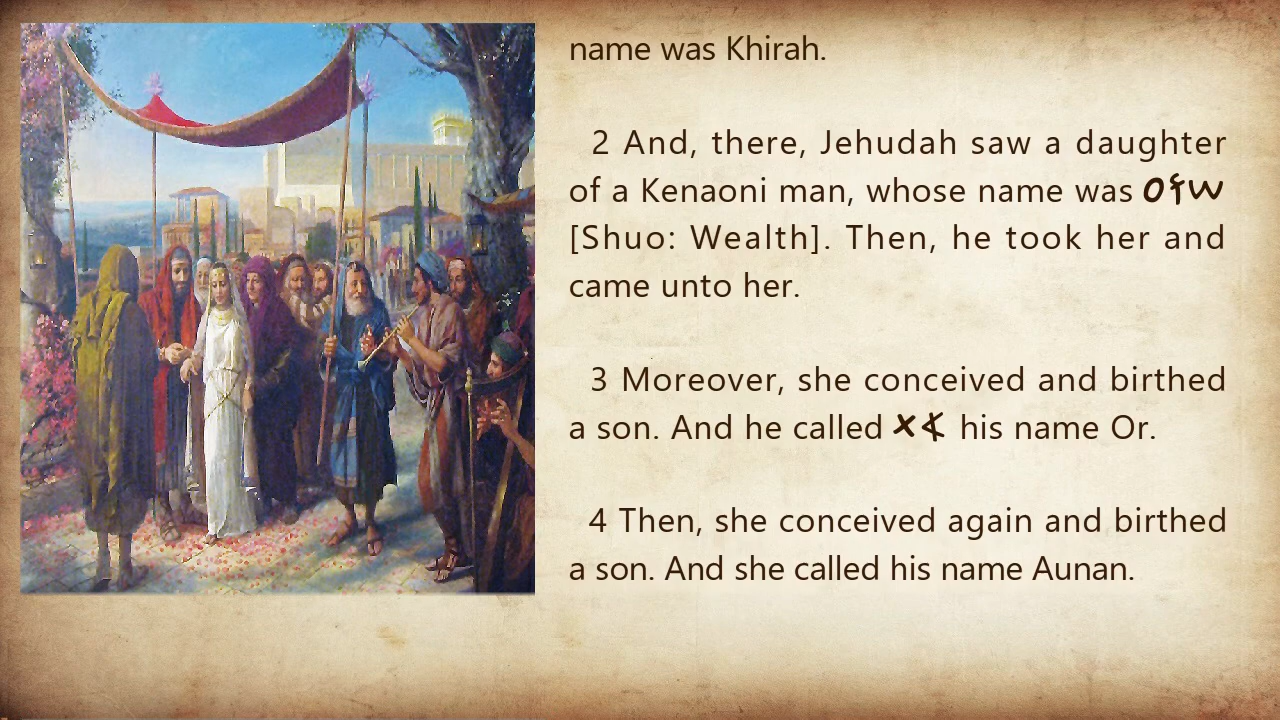 name was Khirah.
2 And, there, Jehudah saw a daughter
of a Kenaoni man, whose name was 𐤔𐤅𐤏
[Shuo: Wealth]. Then, he took her and
came unto her.
3 Moreover, she conceived and birthed
a son. And he called 𐤀𐤕 his name Or.
4 Then, she conceived again and birthed
a son. And she called his name Aunan.